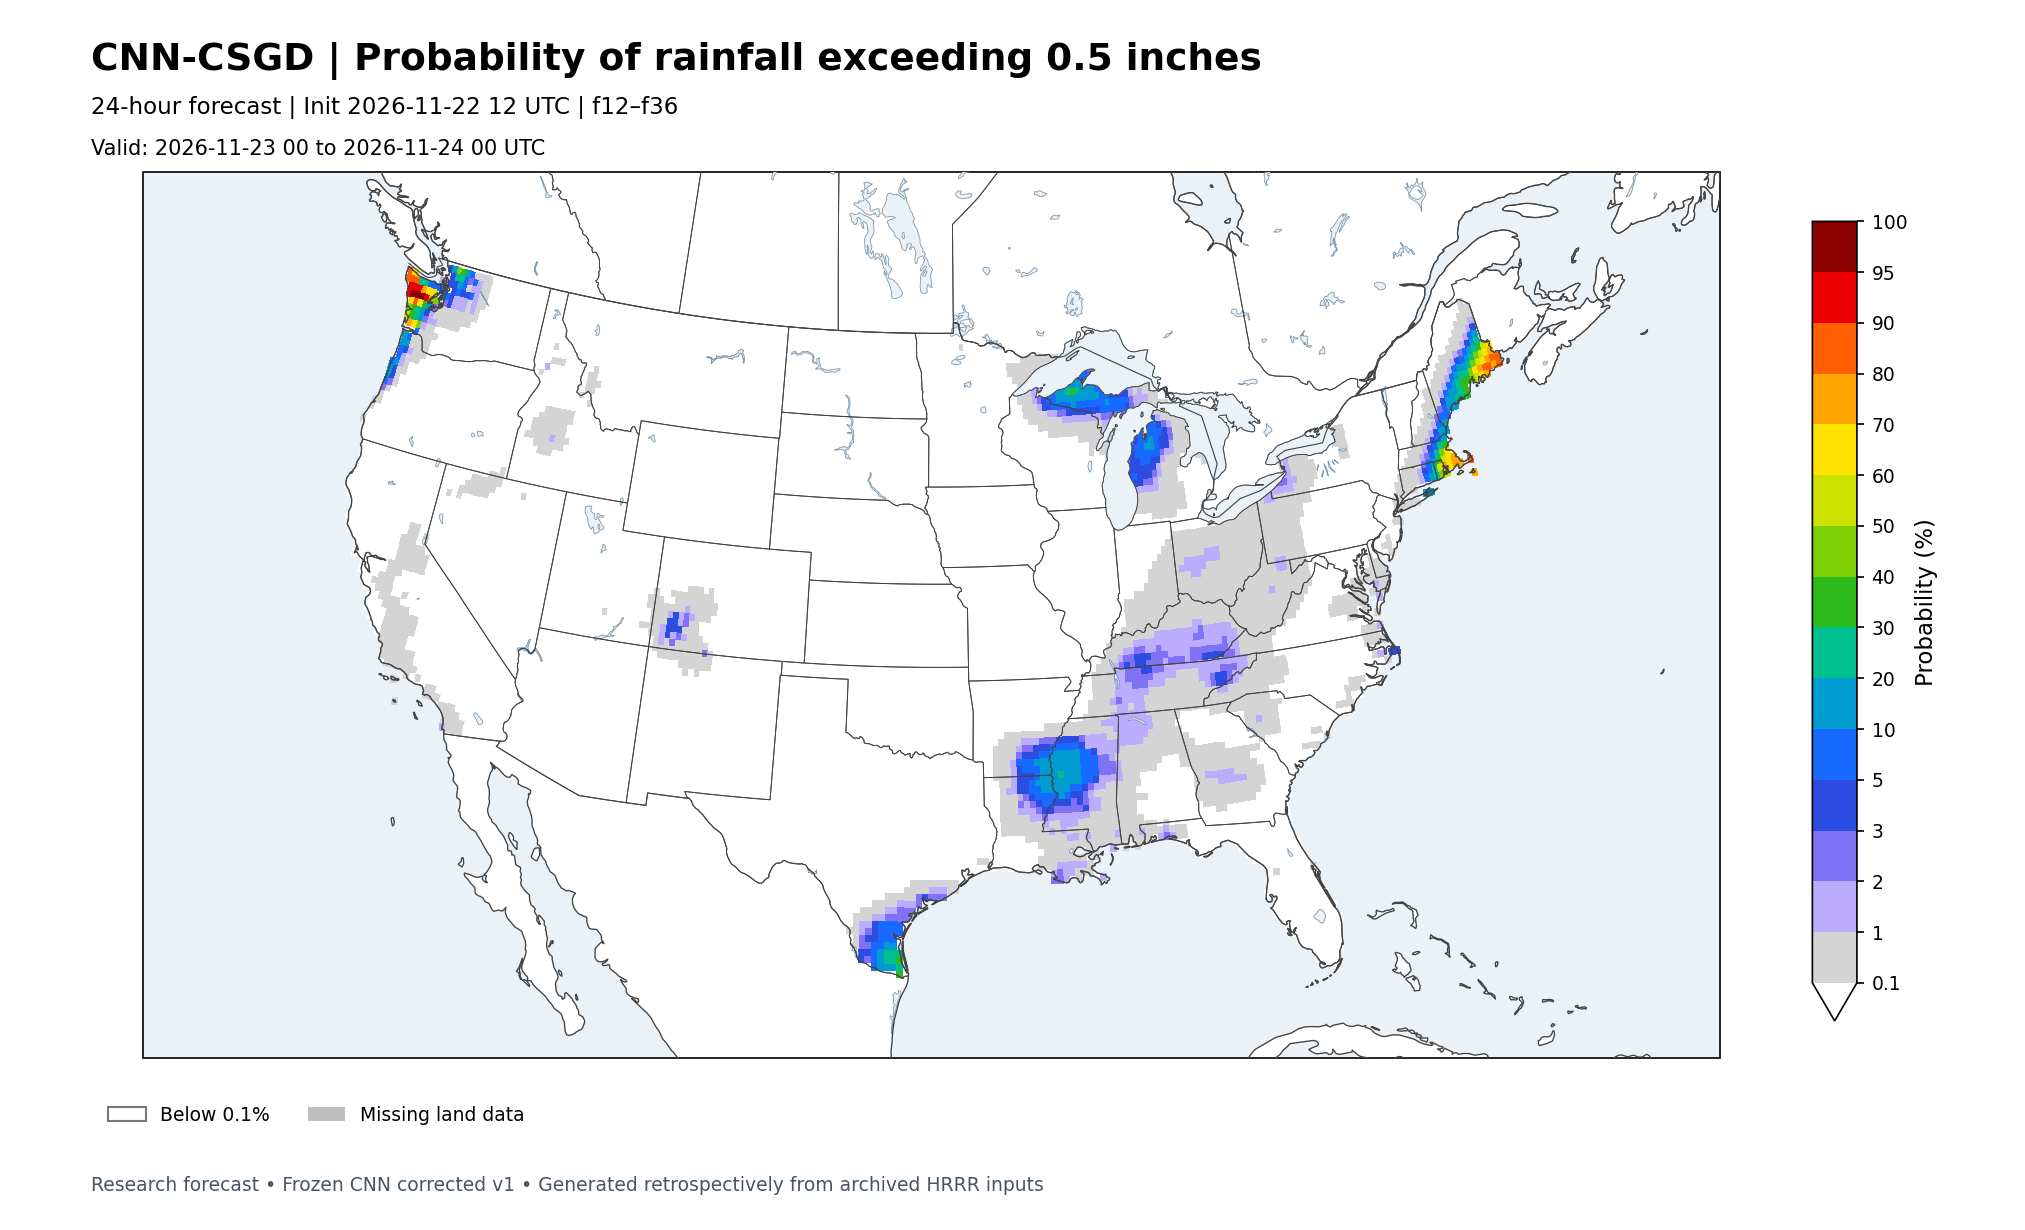 CNN-CSGD | Probability of rainfall exceeding 0.5 inches
24-hour forecast | Init 2026-11-22 12 UTC | f12–f36
Valid: 2026-11-23 00 to 2026-11-24 00 UTC
100
95
90
80
70
60
50
40
30
20
10
5
3
2
1
0.1
Probability (%)
Below 0.1%
Missing land data
Research forecast • Frozen CNN corrected v1 • Generated retrospectively from archived HRRR inputs